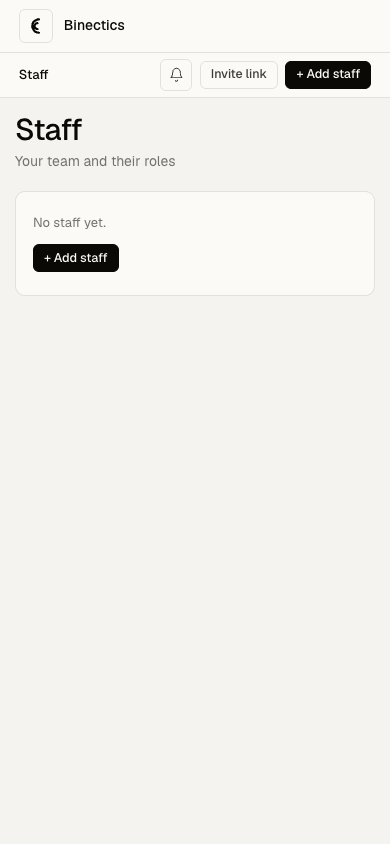 Binectics
Staff
Invite link
+ Add staff
Staff
Your team and their roles
No staff yet.
+ Add staff